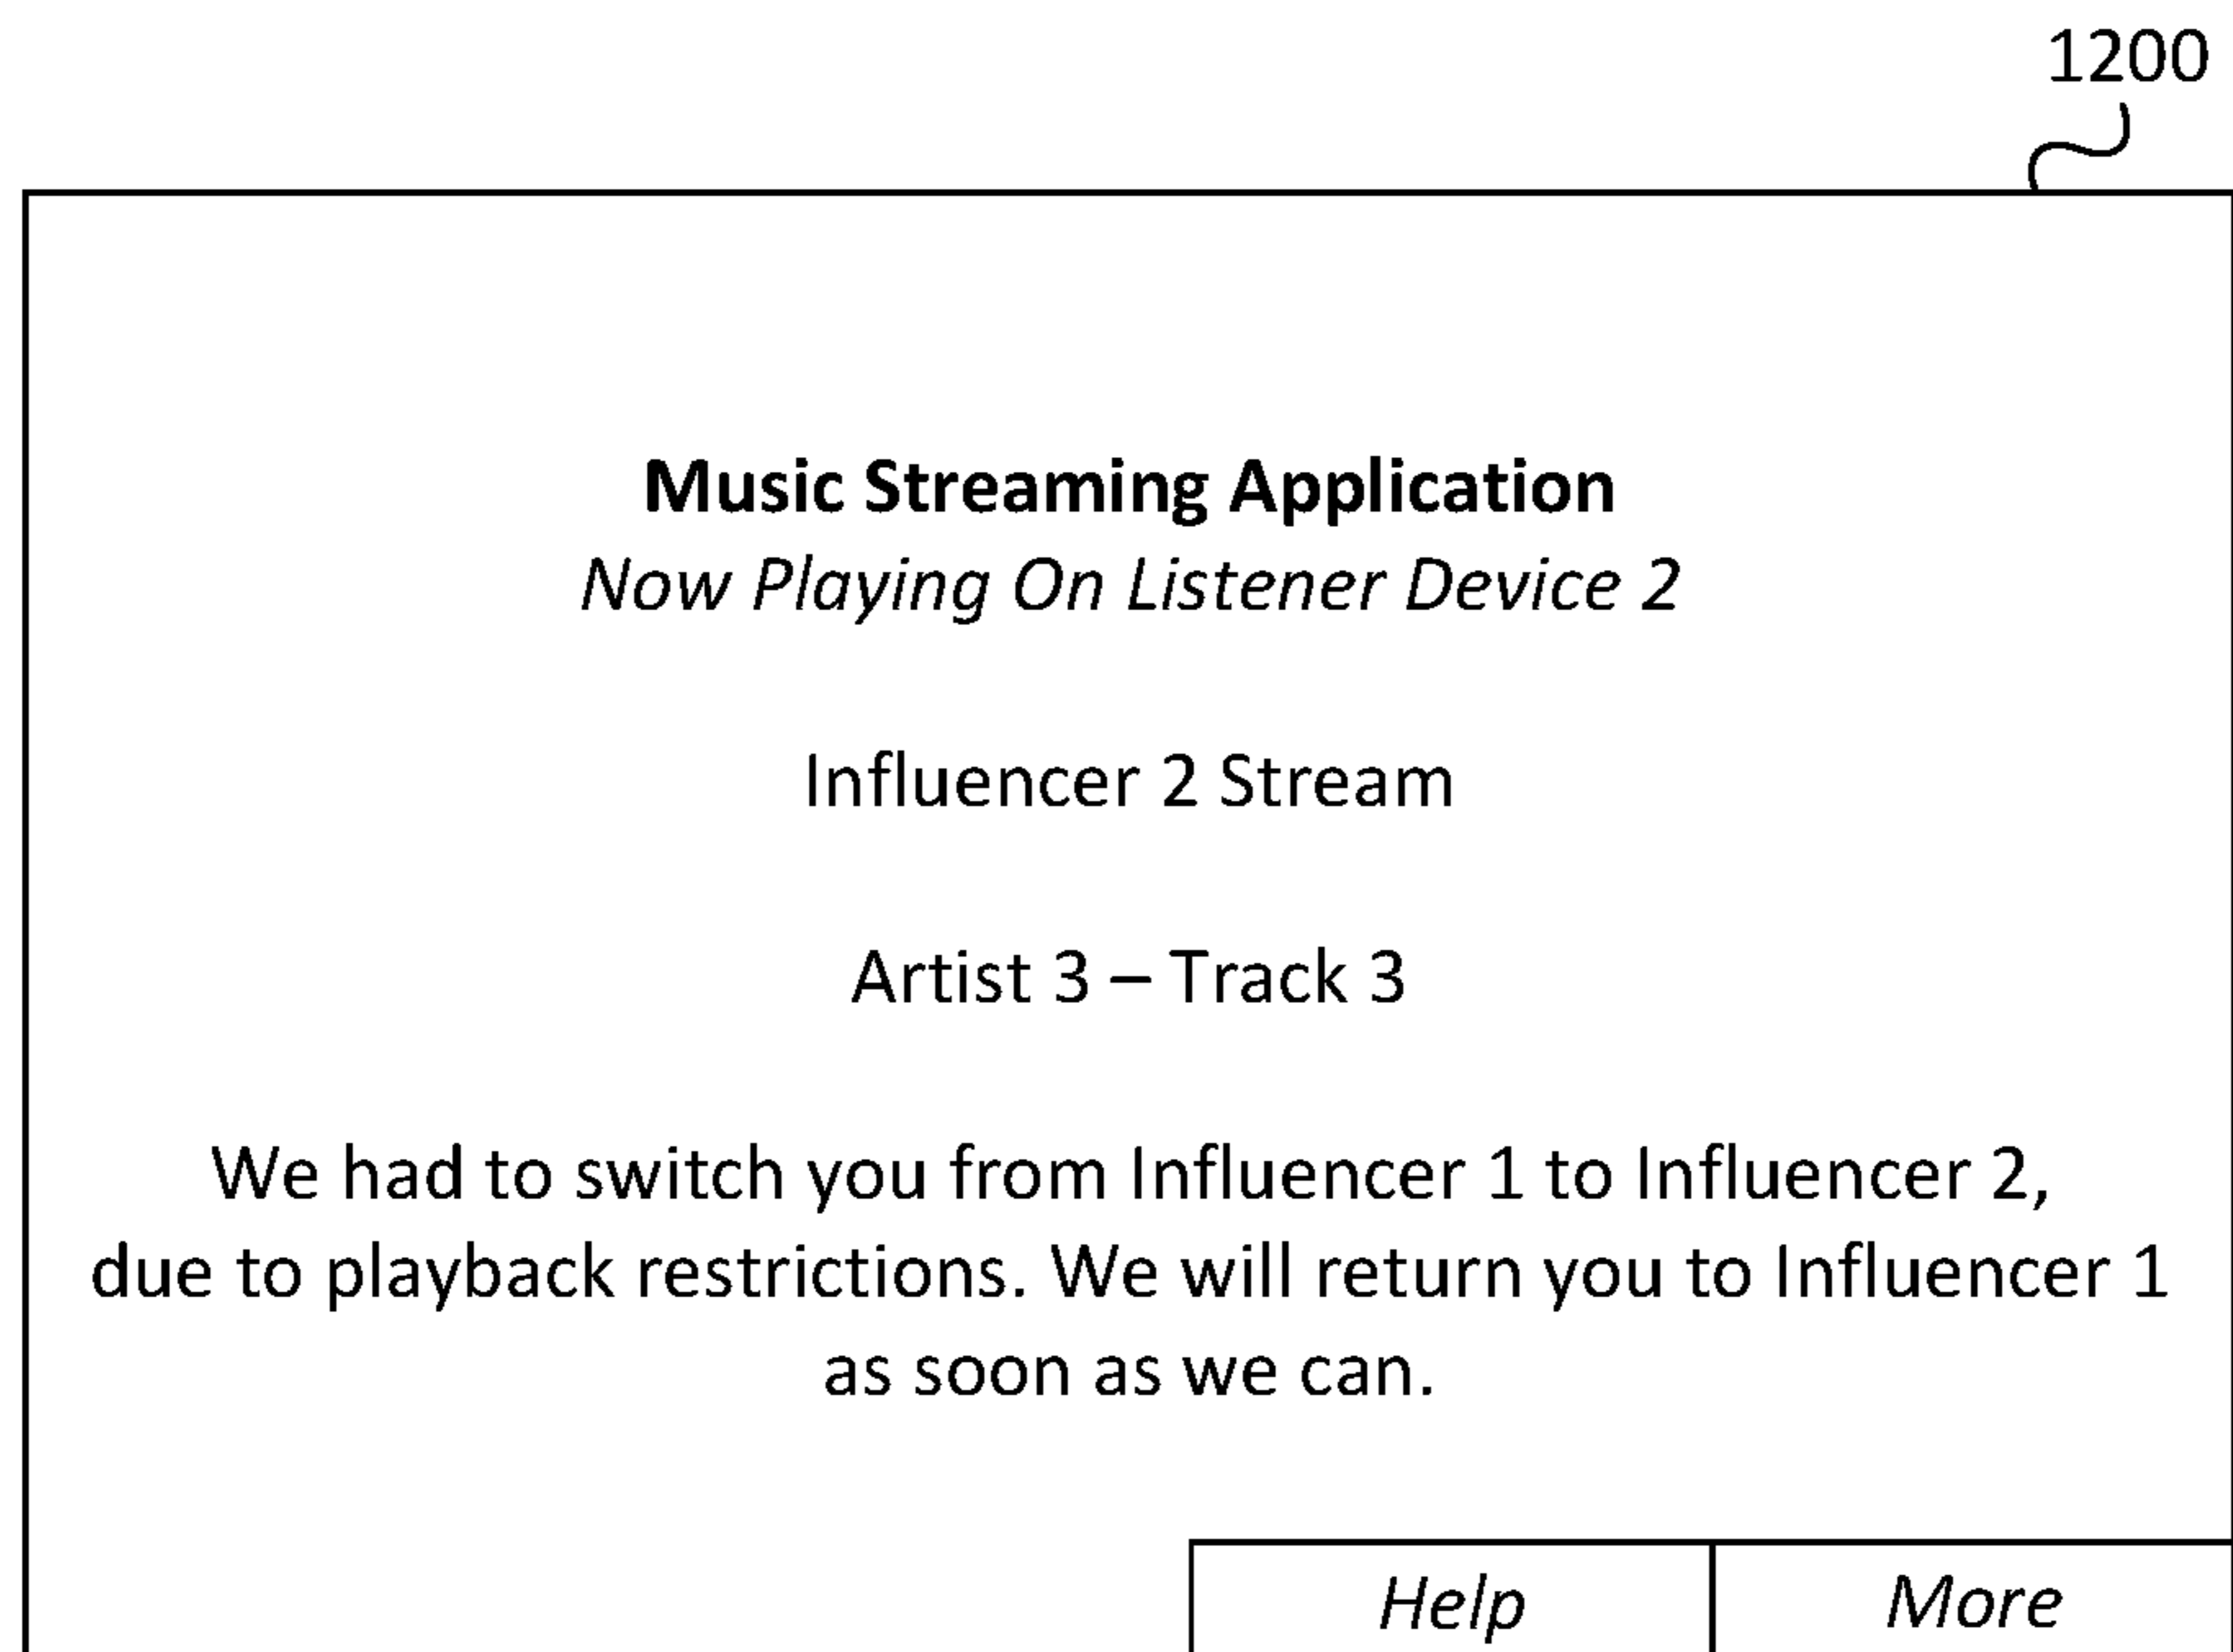 1200
Music Streaming Application
Now Playing On Listener Device 2
Influencer 2 Stream
Artist 3 – Track 3
We had to switch you from Influencer 1 to Influencer 2,
due to playback restrictions. We will return you to Influencer 1
as soon as we can.
Help More